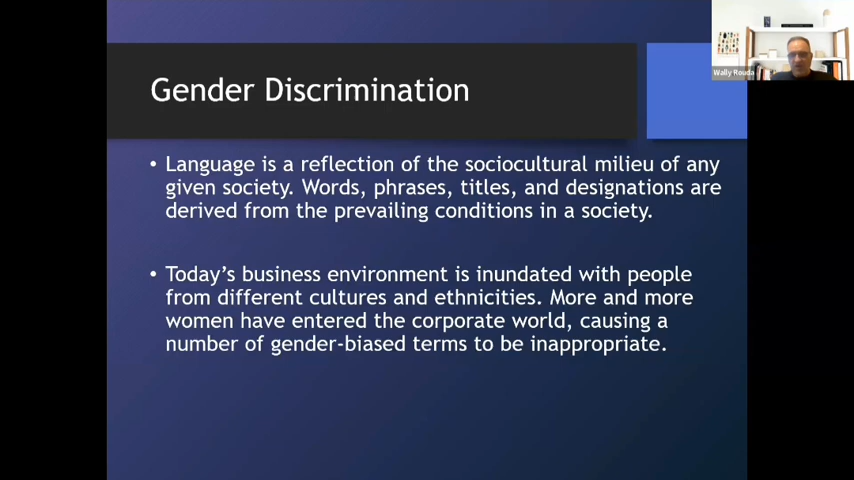 Gender Discrimination
Wally Rouda
• Language is a reflection of the sociocultural milieu of any
given society. Words, phrases, titles, and designations are
derived from the prevailing conditions in a society.
• Today's business environment is inundated with people
from different cultures and ethnicities. More and more
women have entered the corporate world, causing a
number of gender-biased terms to be inappropriate.